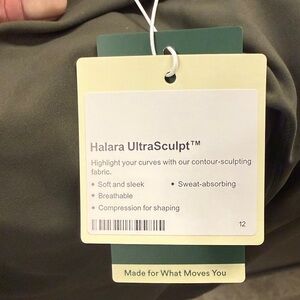 Halara UltraSculpt™
Highlight your curves with our contour-sculpting
fabric.
• Soft and sleek • Sweat-absorbing
• Breathable
• Compression for shaping
12
Made for What Moves You